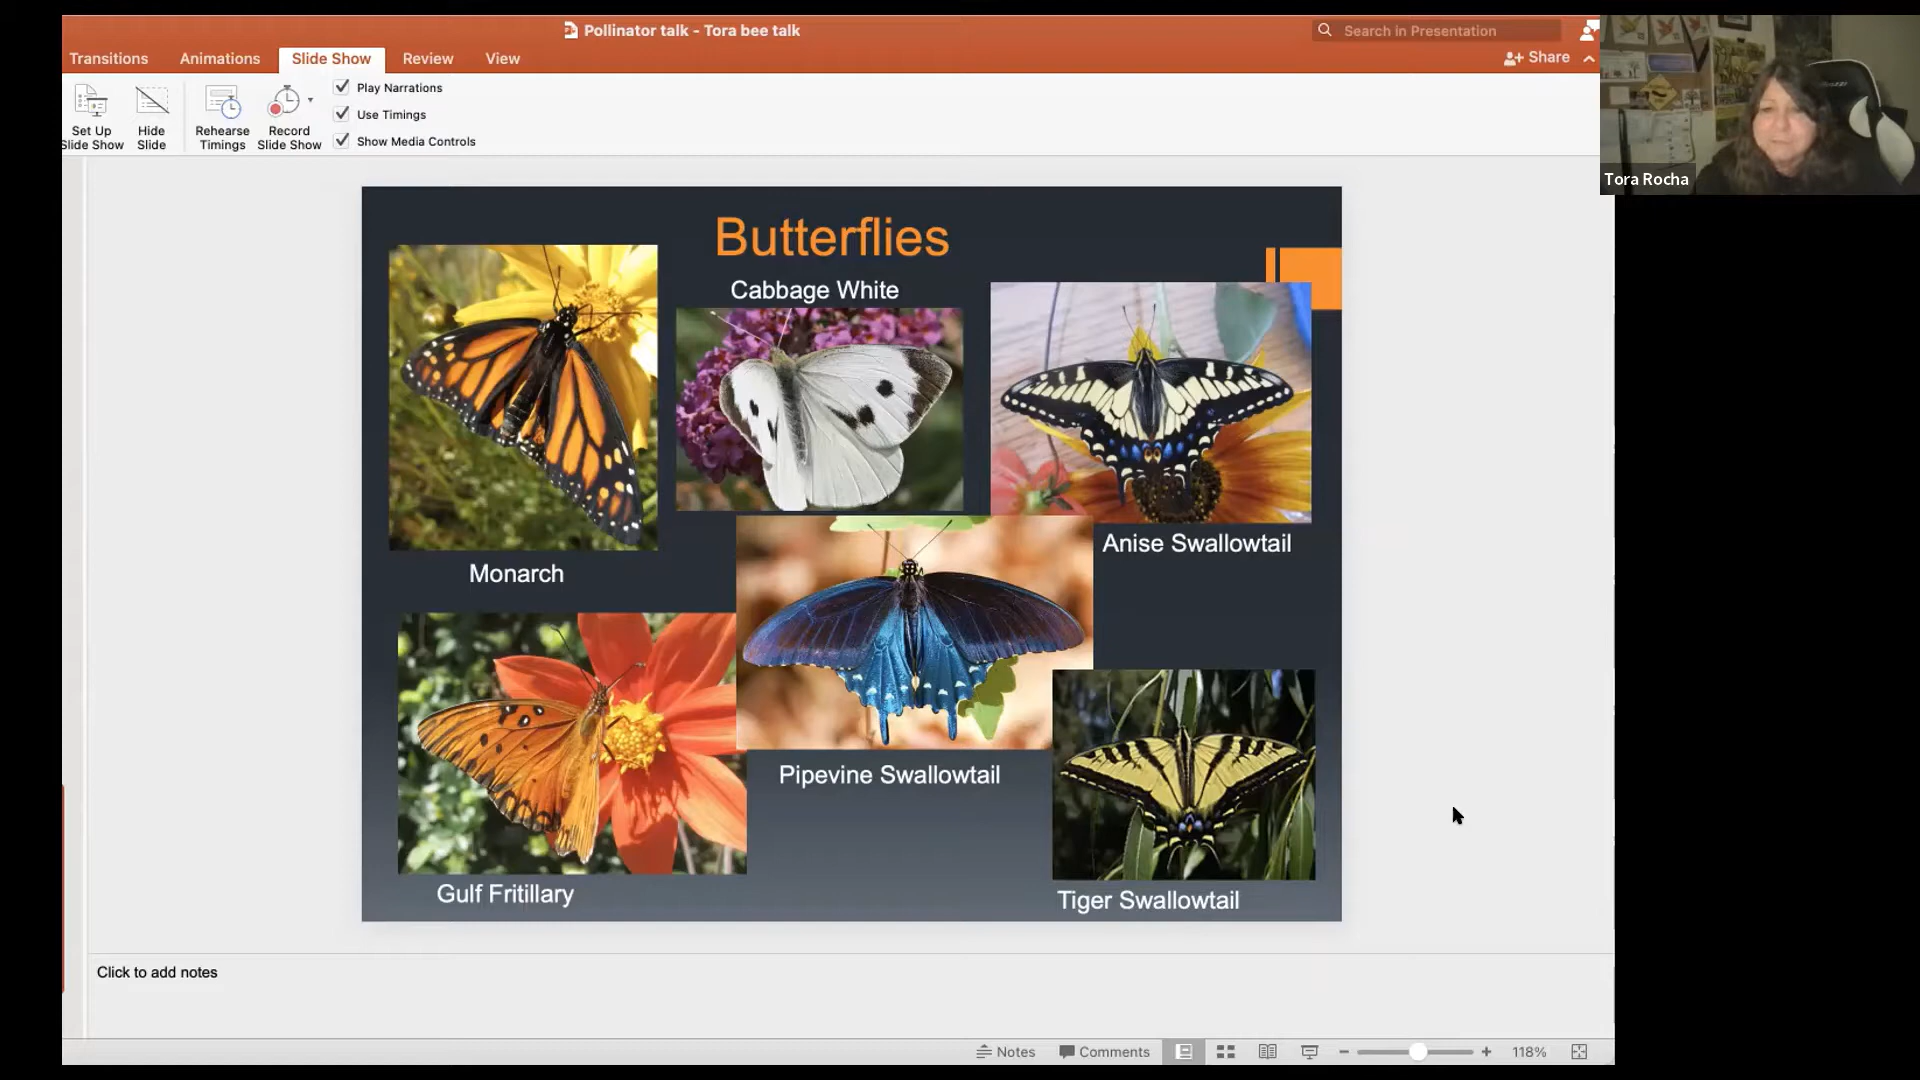 Pollinator talk - Tora bee talk
Search in Presentation
Transitions
Animations
Slide Show
Review
View
Share
Set Up
Slide Show
Hide
Slide
Rehearse
Timings
Record
Slide Show
Play Narrations
Use Timings
Show Media Controls
Tora Rocha
Butterflies
Cabbage White
Anise Swallowtail
Monarch
Pipevine Swallowtail
Gulf Fritillary
Tiger Swallowtail
Click to add notes
Notes
Comments
118%